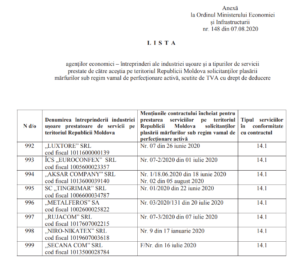 Anexă
la Ordinul Ministerului Economiei
și Infrastructurii
nr. 148 din 07.08.2020
L I S T A
agenților economici – întreprinderi ale industriei ușoare și a tipurilor de servicii
prestate de către aceștia pe teritoriul Republicii Moldova solicitanților plasării
mărfurilor sub regim vamal de perfecționare activă, scutite de TVA cu drept de deducere
N d/o
Denumirea întreprinderii industriei ușoare prestatoare de servicii pe teritoriul Republicii Moldova
Mențiunile contractului încheiat pentru prestarea serviciilor pe teritoriul Republicii Moldova solicitanților plasării mărfurilor sub regim vamal de perfecționare activă
Tipul serviciilor în conformitate cu contractul
992 „LUXTORE” SRL Nr. 07 din 26 iunie 2020 14.1
cod fiscal 1011600000159
993 ÎCS „EUROCONFEX” SRL Nr. 07-2/2020 din 01 iulie 2020 14.1
cod fiscal 1005600023357
994 „AKSAR COMPANY” SRL Nr. 1/18.06.2020 din 18 iunie 2020 14.1
cod fiscal 1013600039140 Nr. 02 din 05 august 2020
995 SC „TINGRIMAR” SRL Nr. 01/2020 din 22 iunie 2020 14.1
cod fiscal 1006600034787
996 „METALFEROS” SA Nr. 03/2020/131 din 20 iulie 2020 14.1
cod fiscal 1002600025822
997 „RUJACOM” SRL Nr. 07-3/2020 din 07 iulie 2020 14.1
cod fiscal 1017607002215
998 „NIRO-NIKATEX” SRL Nr. 9 din 17 ianuarie 2020 14.1
cod fiscal 1019607003618
999 „SECANA COM” SRL F/Nr. din 16 iulie 2020 14.1
cod fiscal 1013500028784